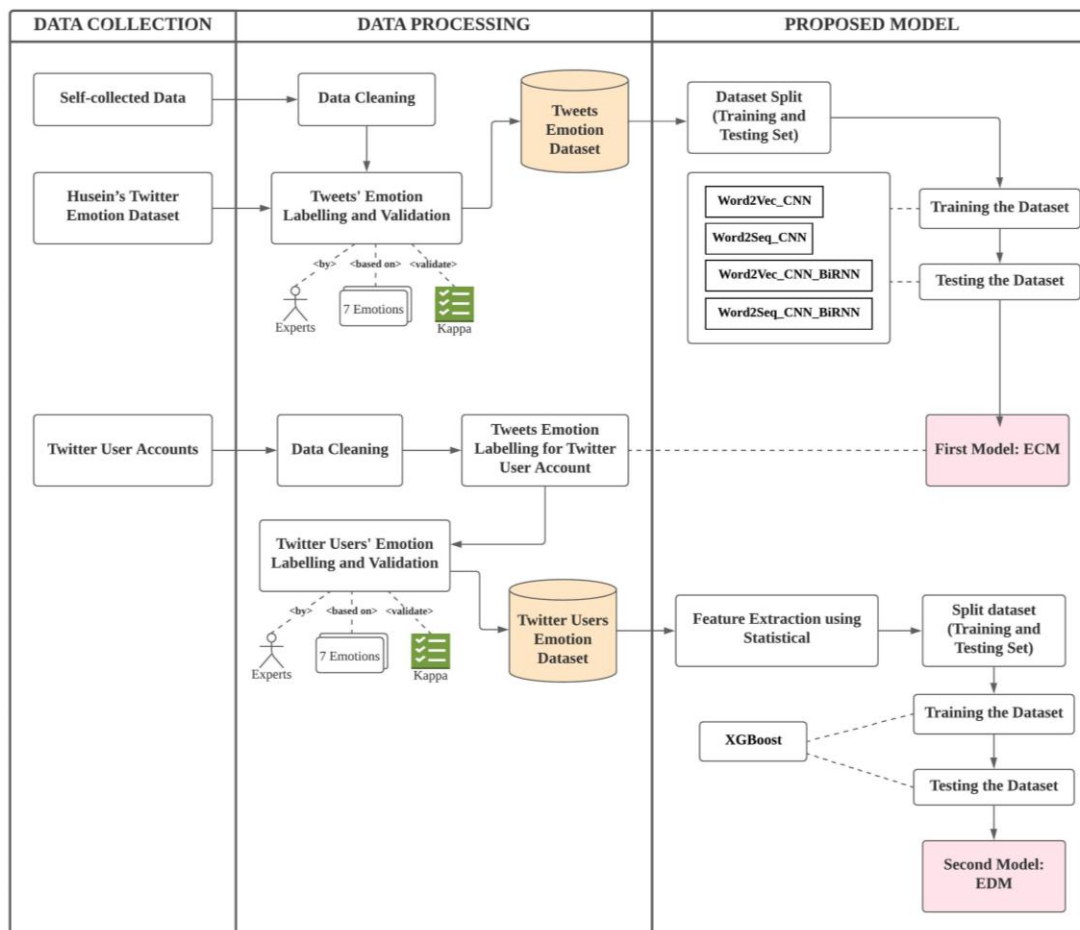 DATA COLLECTION
DATA PROCESSING
PROPOSED MODEL
Self-collected Data
Data Cleaning
Tweets
Emotion
Dataset
Dataset Split
(Training and
Testing Set)
Husein's Twitter
Emotion Dataset
Tweets' Emotion
Labelling and Validation
<by>
<based on>
<validate>
Experts
7 Emotions
Kappa
Word2Vec_CNN
Word2Seq_CNN
Word2Vec_CNN_BiRNN
Word2Seq_CNN_BiRNN
Training the Dataset
Testing the Dataset
Twitter User Accounts
Data Cleaning
Tweets Emotion
Labelling for Twitter
User Account
First Model: ECM
Twitter Users' Emotion
Labelling and Validation
<by>
<based on>
<validate>
Experts
7 Emotions
Kappa
Twitter Users
Emotion
Dataset
Feature Extraction using
Statistical
Split dataset
(Training and
Testing Set)
XGBoost
Training the Dataset
Testing the Dataset
Second Model:
EDM